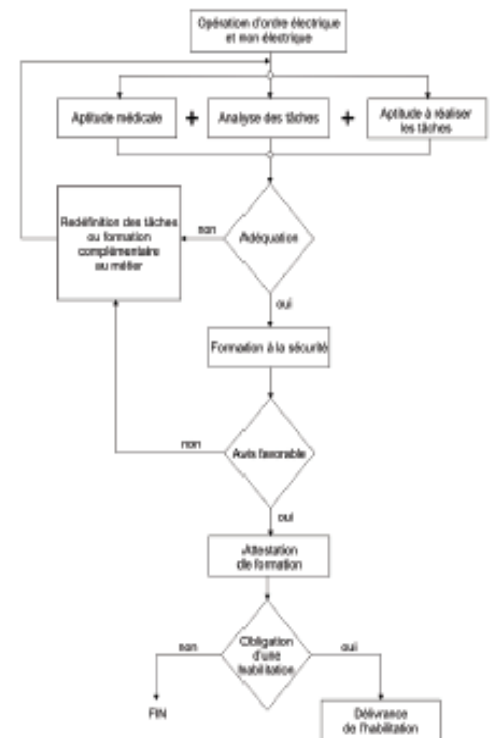 Opération d'ordre électrique
et non électrique
Aptitude médicale
+
Analyse des tâches
+
Aptitude à réaliser
les tâches
Redéfinition des tâches
ou formation
complémentaire
au métier
non
Adéquation
oui
Formation à la sécurité
non
Avis favorable
oui
Attestation
de formation
non
Obligation
d'une
habilitation
oui
FIN
Délivrance
de l'habilitation